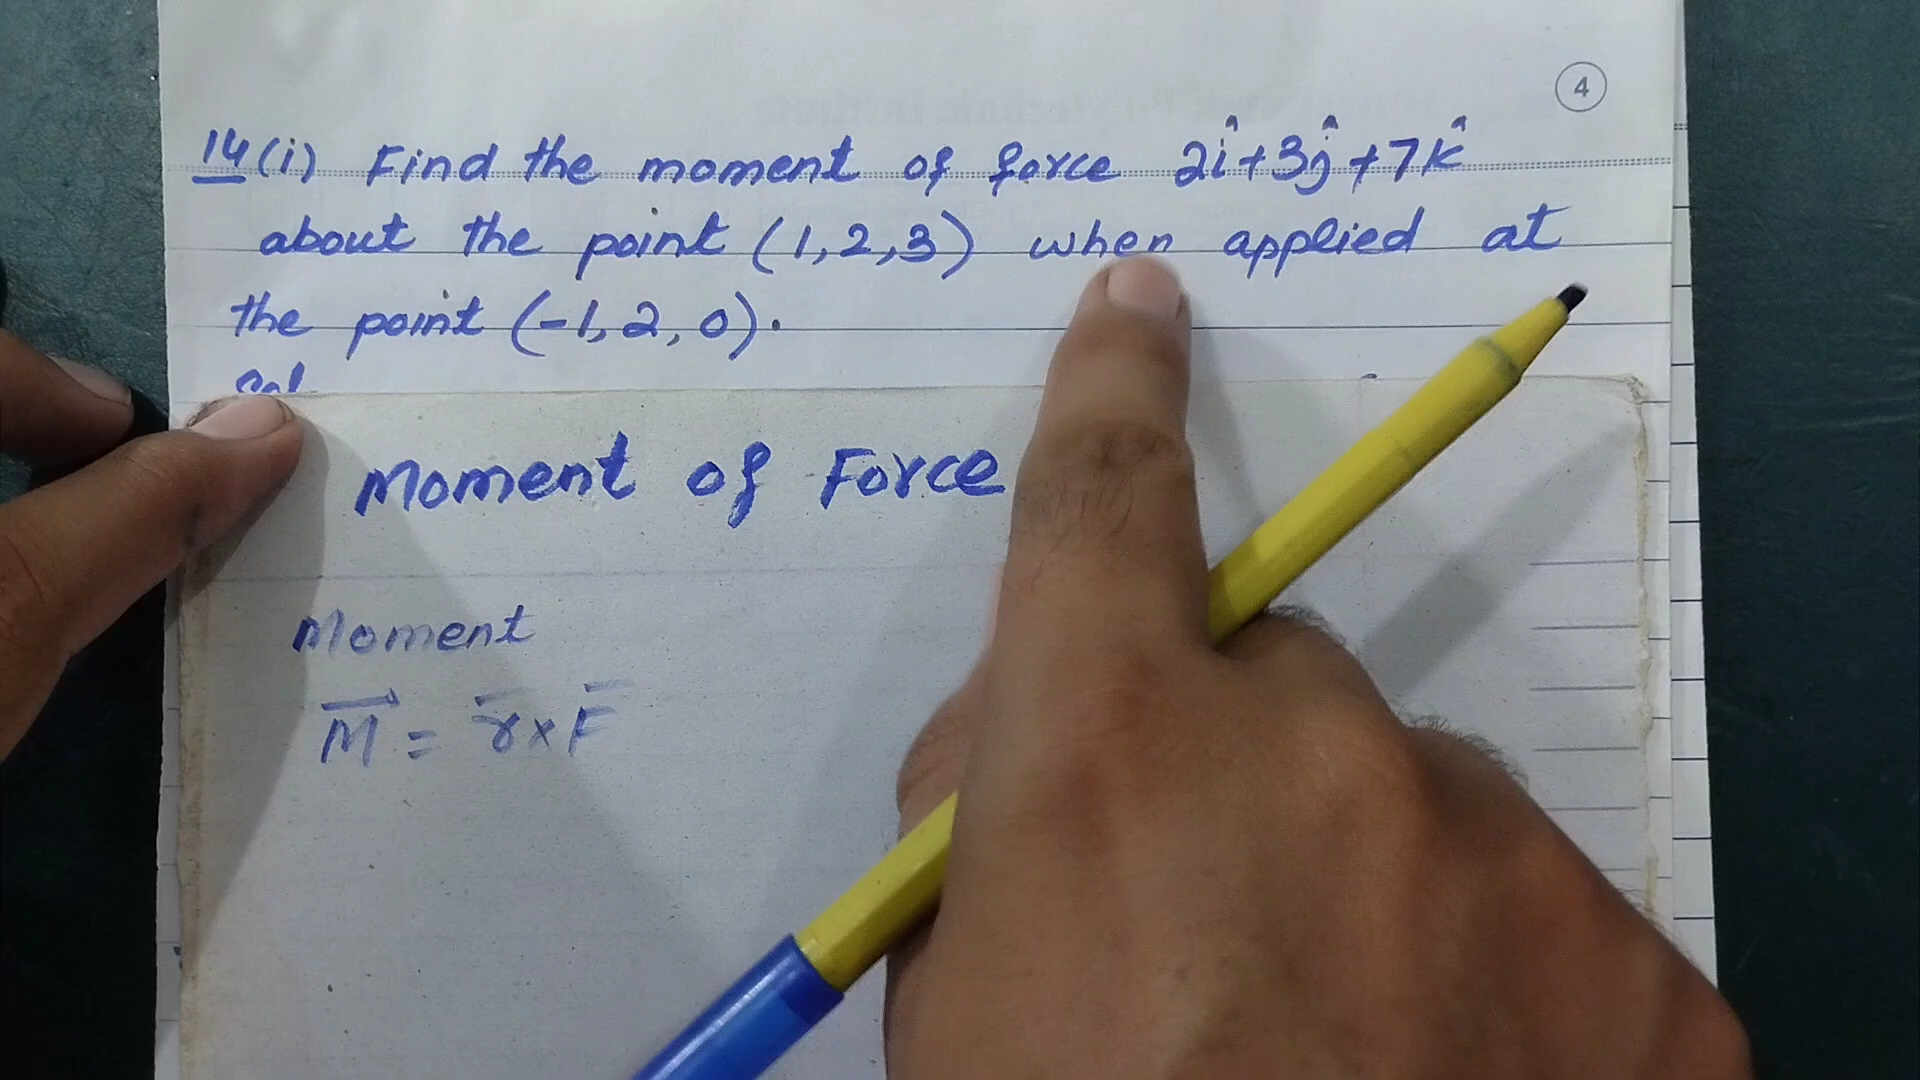 4
14(i) Find the moment of force 2î+3ĵ+7k̂
about the point (1,2,3) when applied at
the point (-1,2,0).
Sol
Moment of Force
Moment
M⃗ = r̄×F̄